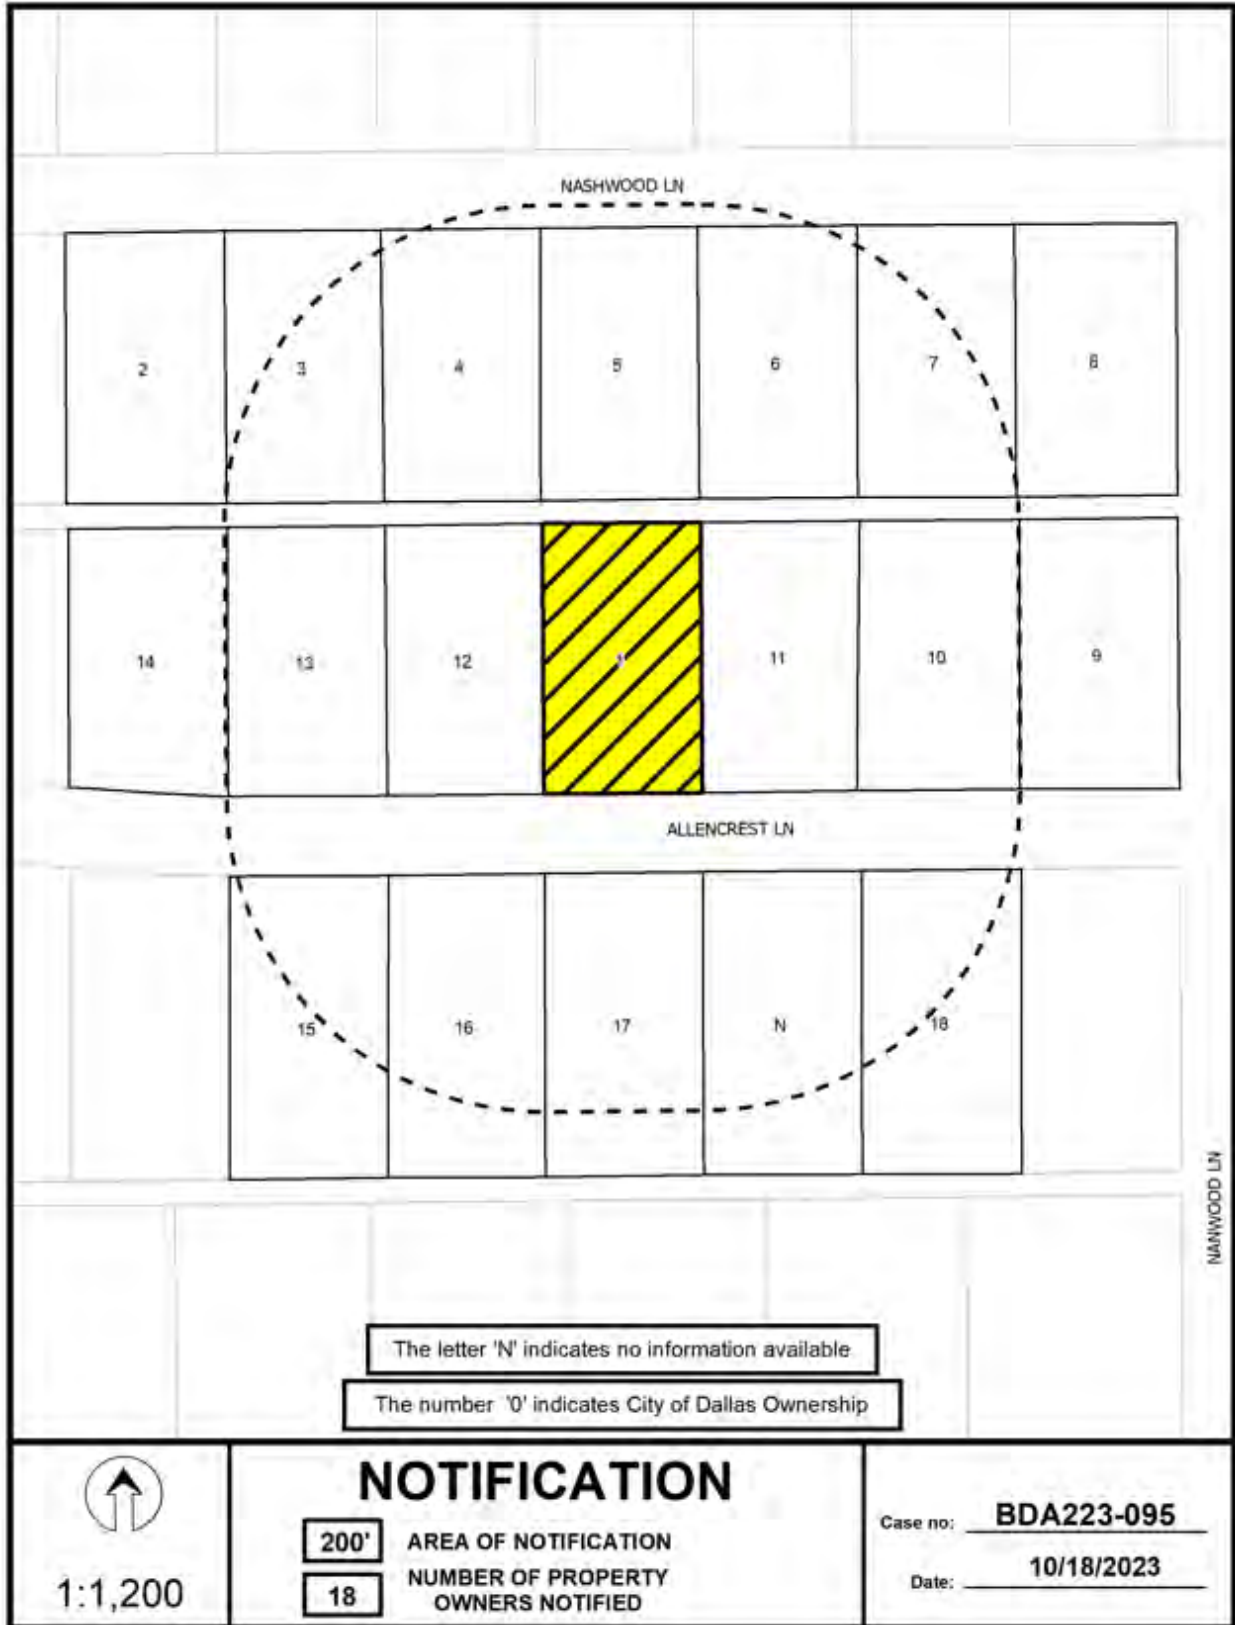 NASHWOOD LN
2 3 4 5 6 7 8
14 13 12 1 11 10 9
ALLENCREST LN
15 16 17 N 18
NANWOOD LN
The letter 'N' indicates no information available
The number '0' indicates City of Dallas Ownership
1:1,200
NOTIFICATION
200' AREA OF NOTIFICATION
18 NUMBER OF PROPERTY
OWNERS NOTIFIED
Case no: BDA223-095
Date: 10/18/2023